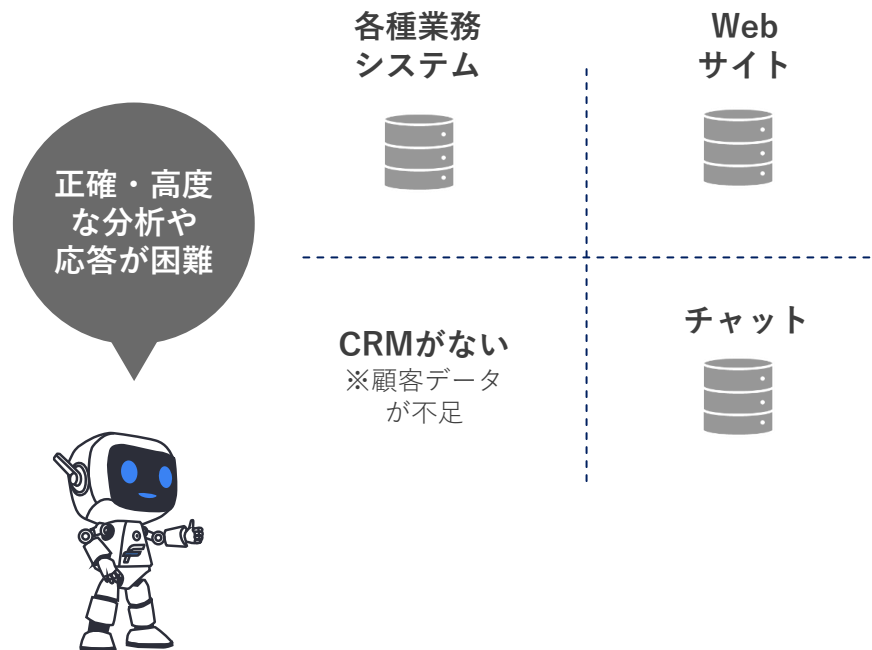 各種業務
システム
Web
サイト
正確・高度
な分析や
応答が困難
CRMがない
※顧客データ
が不足
チャット